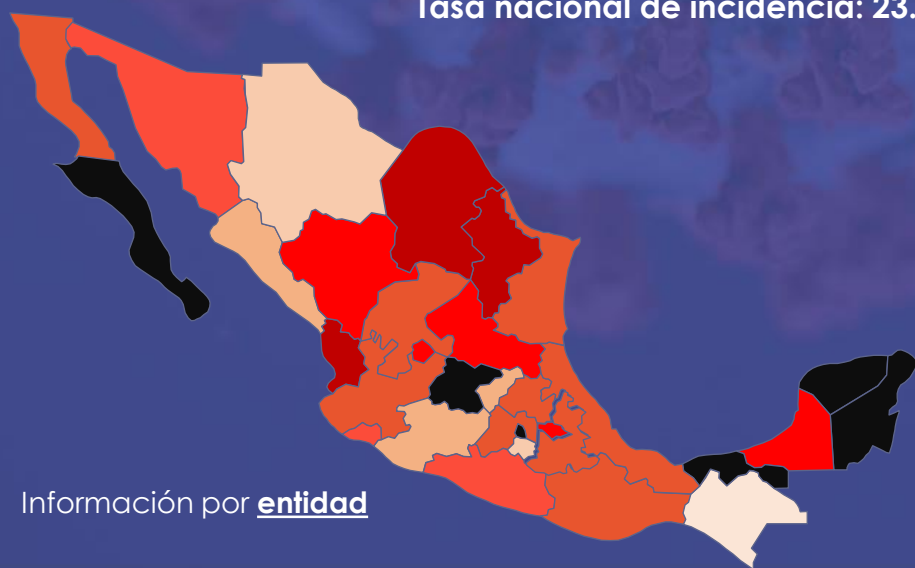 Tasa nacional de incidencia: 23.
Información por entidad